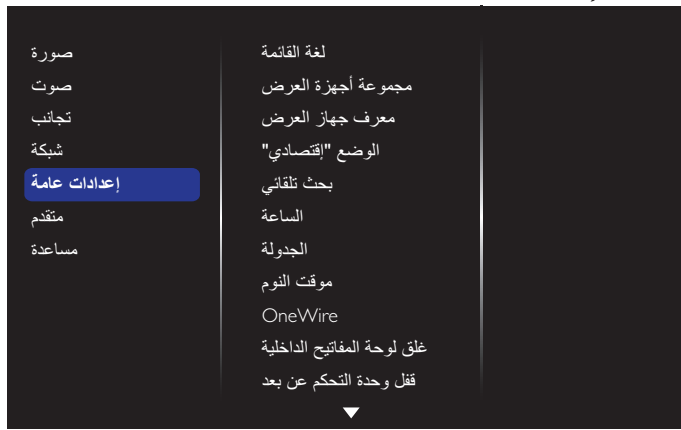 صورة
صوت
تجانب
شبكة
إعدادات عامة
متقدم
مساعدة
لغة القائمة
مجموعة أجهزة العرض
معرف جهاز العرض
الوضع "إقتصادي"
بحث تلقائي
الساعة
الجدولة
موقت النوم
OneWire
غلق لوحة المفاتيح الداخلية
قفل وحدة التحكم عن بعد